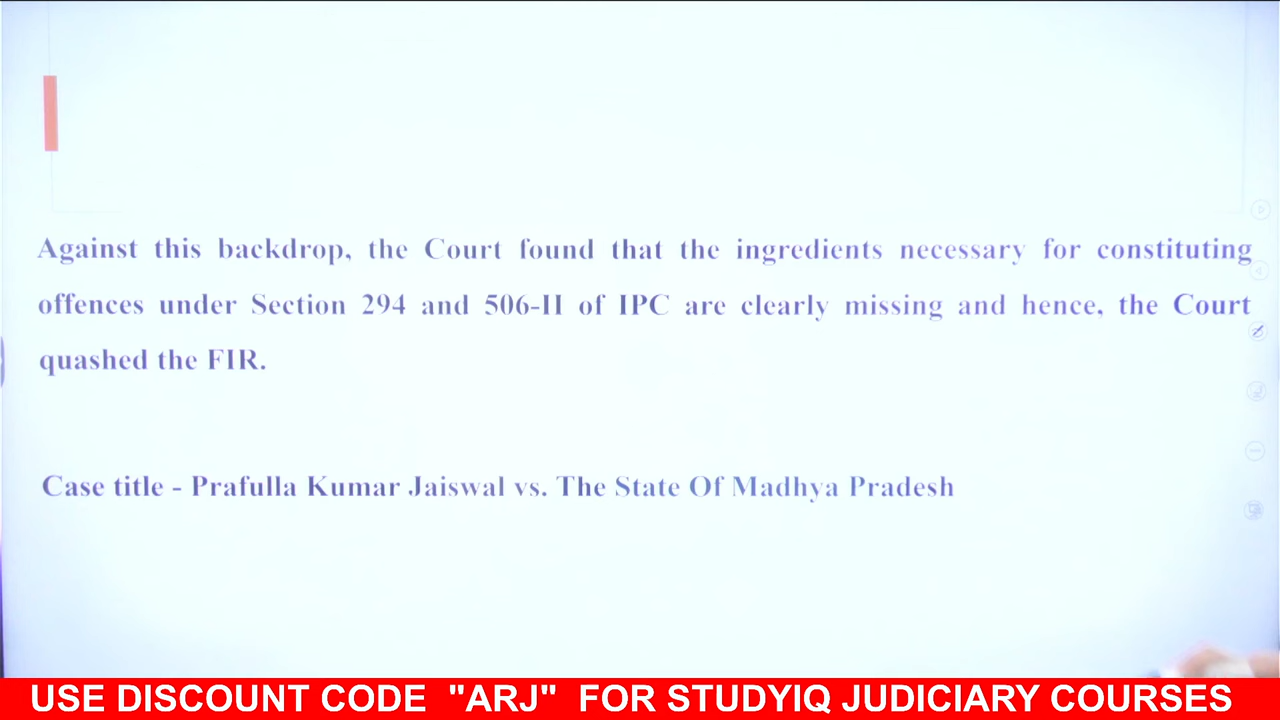 Against this backdrop, the Court found that the ingredients necessary for constituting
offences under Section 294 and 506-II of IPC are clearly missing and hence, the Court
quashed the FIR.
Case title - Prafulla Kumar Jaiswal vs. The State Of Madhya Pradesh
USE DISCOUNT CODE "ARJ" FOR STUDYIQ JUDICIARY COURSES